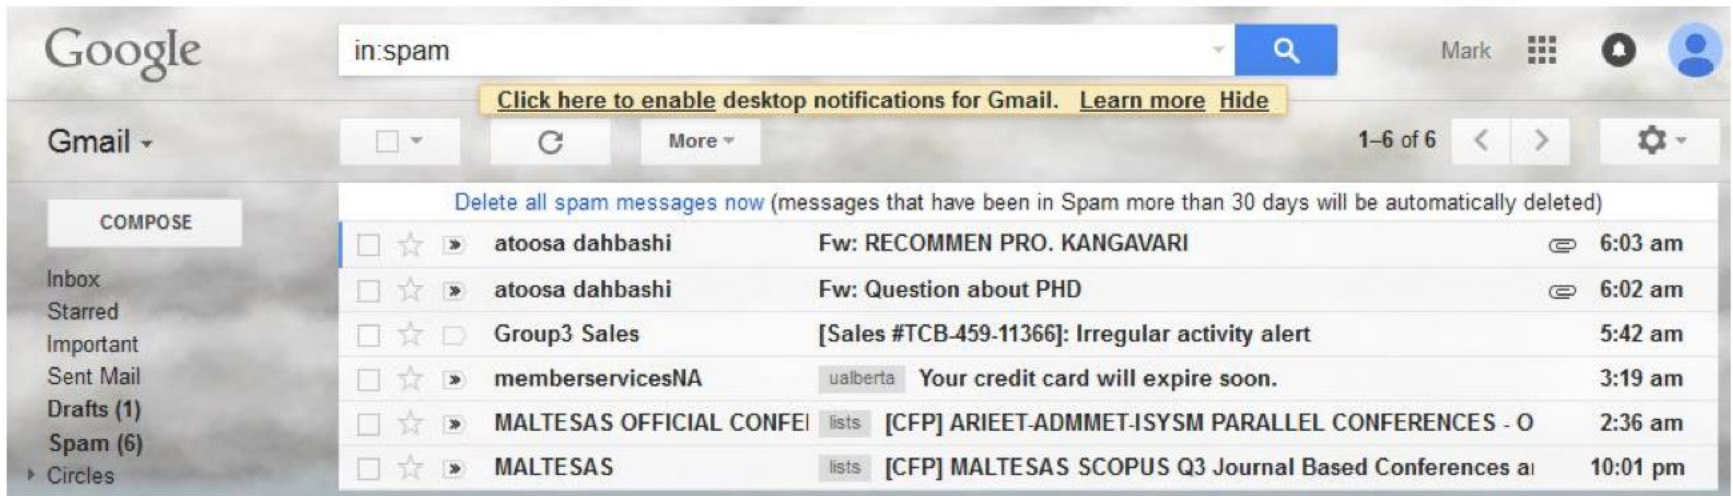 Google in:spam Mark
Click here to enable desktop notifications for Gmail. Learn more Hide
Gmail More 1–6 of 6
COMPOSE
Inbox
Starred
Important
Sent Mail
Drafts (1)
Spam (6)
Circles
Delete all spam messages now (messages that have been in Spam more than 30 days will be automatically deleted)
atoosa dahbashi Fw: RECOMMEN PRO. KANGAVARI 6:03 am
atoosa dahbashi Fw: Question about PHD 6:02 am
Group3 Sales [Sales #TCB-459-11366]: Irregular activity alert 5:42 am
memberservicesNA ualberta Your credit card will expire soon. 3:19 am
MALTESAS OFFICIAL CONFEI lists [CFP] ARIEET-ADMMET-ISYSM PARALLEL CONFERENCES - O 2:36 am
MALTESAS lists [CFP] MALTESAS SCOPUS Q3 Journal Based Conferences 10:01 pm